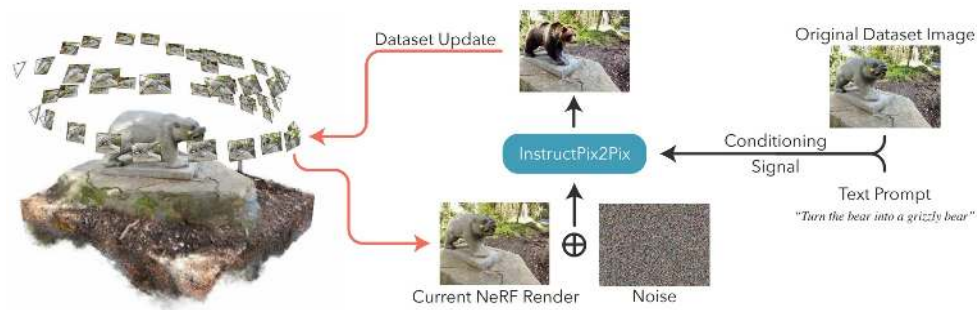 Dataset Update
Original Dataset Image
InstructPix2Pix
Conditioning
Signal
Text Prompt
"Turn the bear into a grizzly bear"
Current NeRF Render
Noise